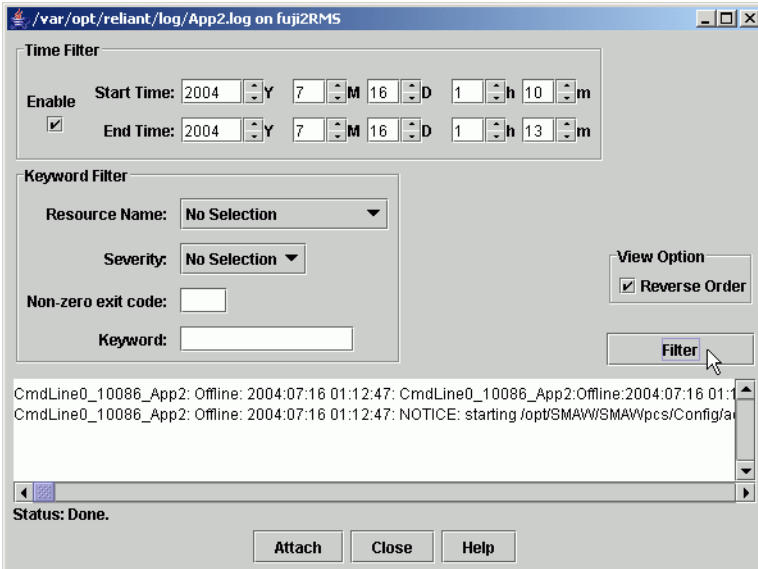 /var/opt/reliant/log/App2.log on fuji2RMS
Time Filter
Enable
Start Time: 2004 Y 7 M 16 D 1 h 10 m
End Time: 2004 Y 7 M 16 D 1 h 13 m
Keyword Filter
Resource Name: No Selection
Severity: No Selection
Non-zero exit code:
Keyword:
View Option
Reverse Order
Filter
CmdLine0_10086_App2: Offline: 2004:07:16 01:12:47: CmdLine0_10086_App2:Offline:2004:07:16 01:1
CmdLine0_10086_App2: Offline: 2004:07:16 01:12:47: NOTICE: starting /opt/SMAW/SMAWpcs/Config/a
Status: Done.
Attach Close Help